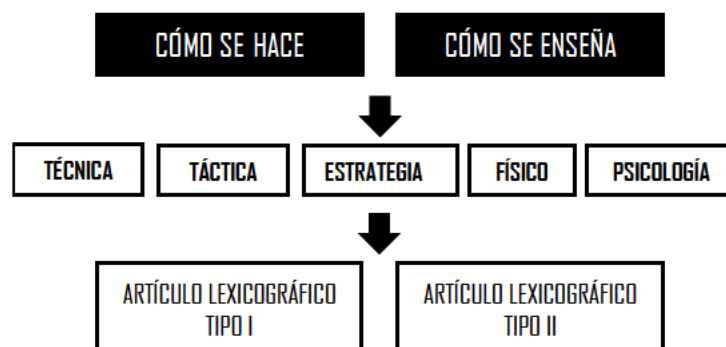 CÓMO SE HACE
CÓMO SE ENSEÑA
TÉCNICA
TÁCTICA
ESTRATEGIA
FÍSICO
PSICOLOGÍA
ARTÍCULO LEXICOGRÁFICO
TIPO I
ARTÍCULO LEXICOGRÁFICO
TIPO II